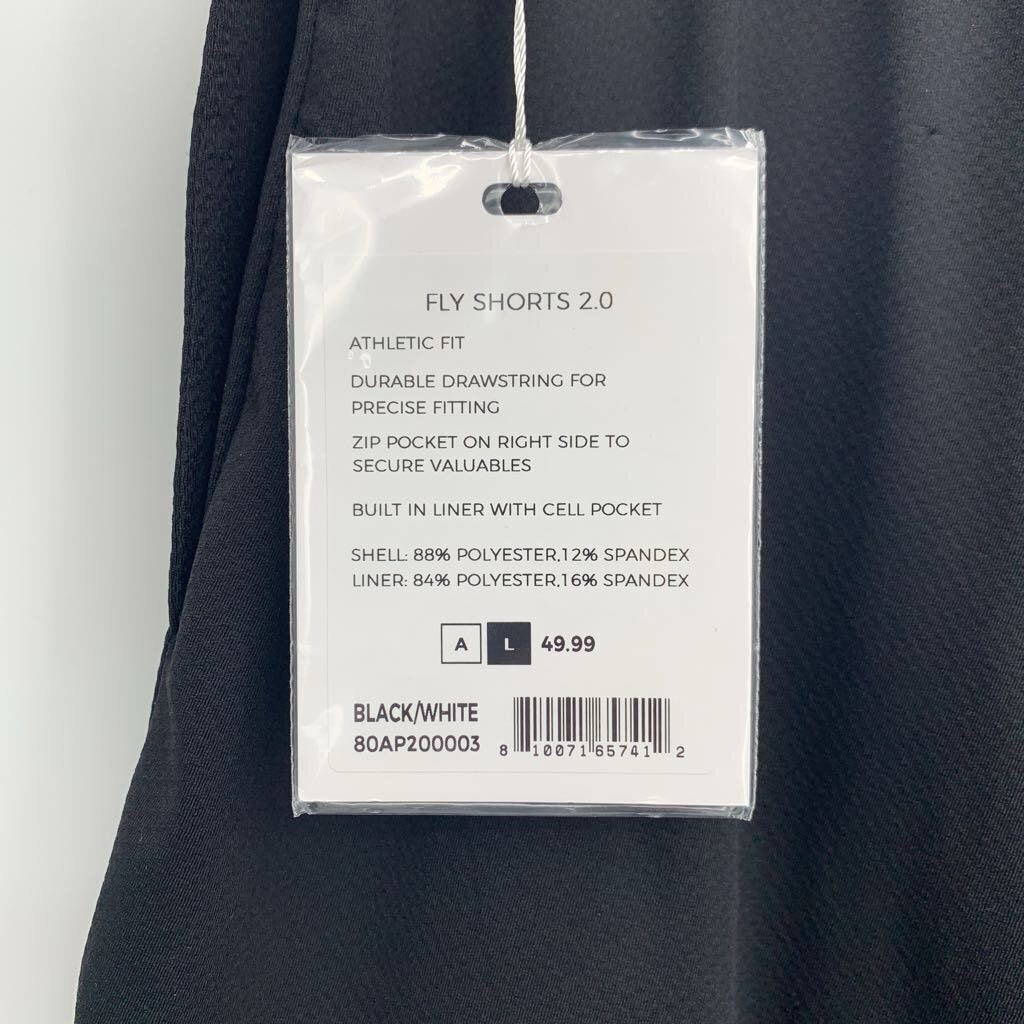 FLY SHORTS 2.0
ATHLETIC FIT
DURABLE DRAWSTRING FOR
PRECISE FITTING
ZIP POCKET ON RIGHT SIDE TO
SECURE VALUABLES
BUILT IN LINER WITH CELL POCKET
SHELL: 88% POLYESTER,12% SPANDEX
LINER: 84% POLYESTER,16% SPANDEX
A L 49.99
BLACK/WHITE
80AP200003
8 10071 65741 2